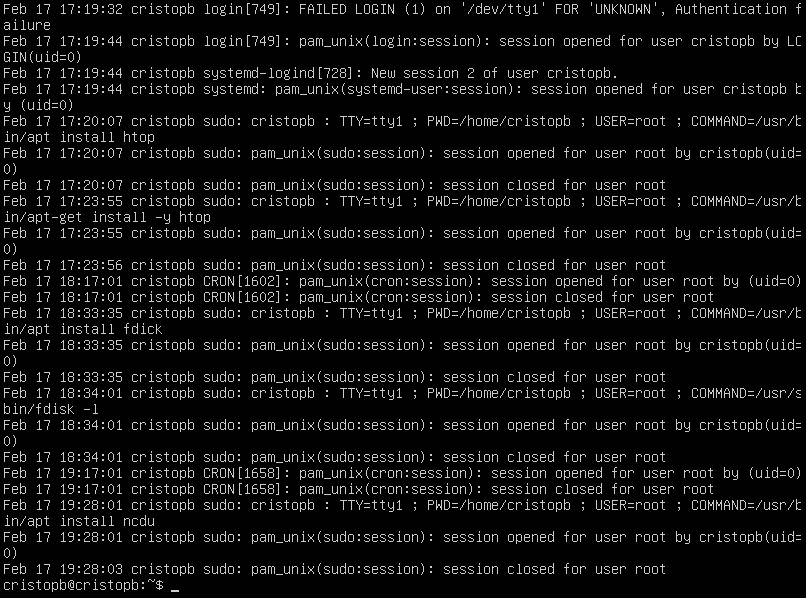 Feb 17 17:19:32 cristopb login[749]: FAILED LOGIN (1) on '/dev/tty1' FOR 'UNKNOWN', Authentication f
ailure
Feb 17 17:19:44 cristopb login[749]: pam_unix(login:session): session opened for user cristopb by LO
GIN(uid=0)
Feb 17 17:19:44 cristopb systemd-logind[728]: New session 2 of user cristopb.
Feb 17 17:19:44 cristopb systemd: pam_unix(systemd-user:session): session opened for user cristopb b
y (uid=0)
Feb 17 17:20:07 cristopb sudo: cristopb : TTY=tty1 ; PWD=/home/cristopb ; USER=root ; COMMAND=/usr/b
in/apt install htop
Feb 17 17:20:07 cristopb sudo: pam_unix(sudo:session): session opened for user root by cristopb(uid=
0)
Feb 17 17:20:07 cristopb sudo: pam_unix(sudo:session): session closed for user root
Feb 17 17:23:55 cristopb sudo: cristopb : TTY=tty1 ; PWD=/home/cristopb ; USER=root ; COMMAND=/usr/b
in/apt-get install -y htop
Feb 17 17:23:55 cristopb sudo: pam_unix(sudo:session): session opened for user root by cristopb(uid=
0)
Feb 17 17:23:56 cristopb sudo: pam_unix(sudo:session): session closed for user root
Feb 17 18:17:01 cristopb CRON[1602]: pam_unix(cron:session): session opened for user root by (uid=0)
Feb 17 18:17:01 cristopb CRON[1602]: pam_unix(cron:session): session closed for user root
Feb 17 18:33:35 cristopb sudo: cristopb : TTY=tty1 ; PWD=/home/cristopb ; USER=root ; COMMAND=/usr/b
in/apt install fdick
Feb 17 18:33:35 cristopb sudo: pam_unix(sudo:session): session opened for user root by cristopb(uid=
0)
Feb 17 18:33:35 cristopb sudo: pam_unix(sudo:session): session closed for user root
Feb 17 18:34:01 cristopb sudo: cristopb : TTY=tty1 ; PWD=/home/cristopb ; USER=root ; COMMAND=/usr/s
bin/fdisk -l
Feb 17 18:34:01 cristopb sudo: pam_unix(sudo:session): session opened for user root by cristopb(uid=
0)
Feb 17 18:34:01 cristopb sudo: pam_unix(sudo:session): session closed for user root
Feb 17 19:17:01 cristopb CRON[1658]: pam_unix(cron:session): session opened for user root by (uid=0)
Feb 17 19:17:01 cristopb CRON[1658]: pam_unix(cron:session): session closed for user root
Feb 17 19:28:01 cristopb sudo: cristopb : TTY=tty1 ; PWD=/home/cristopb ; USER=root ; COMMAND=/usr/b
in/apt install ncdu
Feb 17 19:28:01 cristopb sudo: pam_unix(sudo:session): session opened for user root by cristopb(uid=
0)
Feb 17 19:28:03 cristopb sudo: pam_unix(sudo:session): session closed for user root
cristopb@cristopb:~$ _